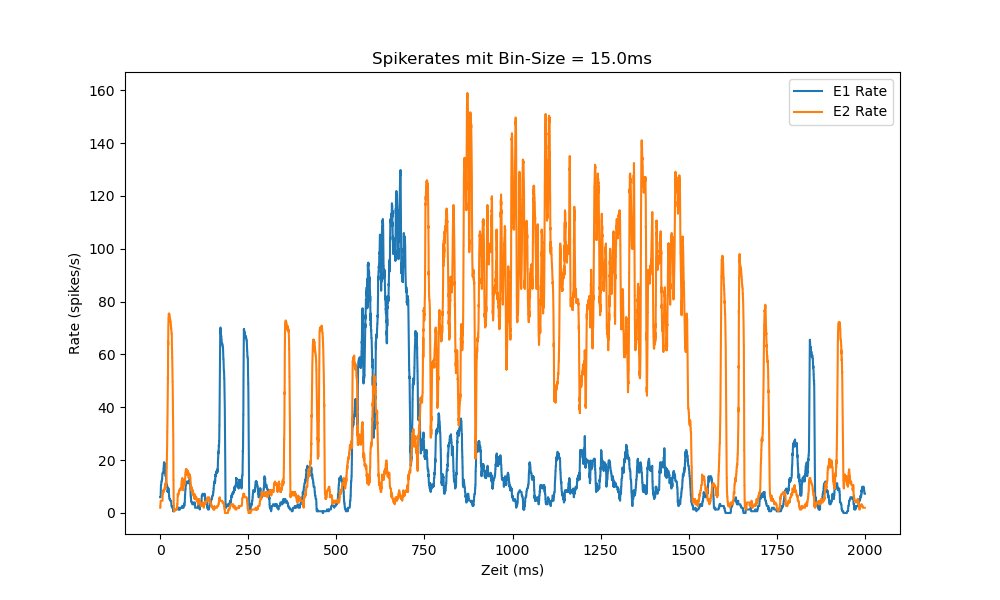 Spikerates mit Bin-Size = 15.0ms
E1 Rate
E2 Rate
160
140
120
100
80
60
40
20
0
Rate (spikes/s)
0 250 500 750 1000 1250 1500 1750 2000
Zeit (ms)